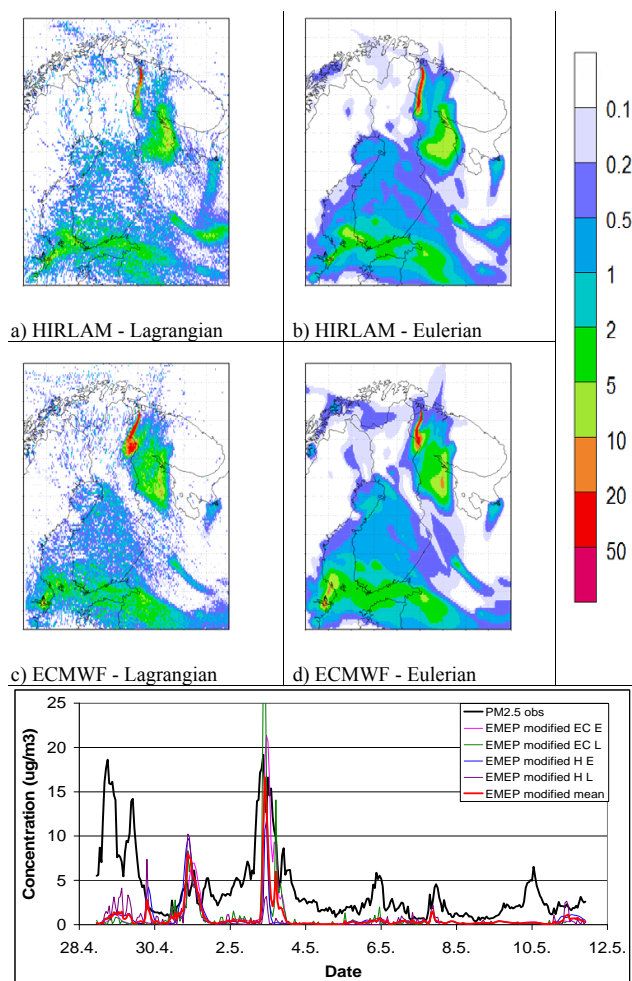 0.1
0.2
0.5
1
2
5
10
20
50
a) HIRLAM - Lagrangian
b) HIRLAM - Eulerian
c) ECMWF - Lagrangian
d) ECMWF - Eulerian
Concentration (ug/m3)
25
20
15
10
5
0
PM2.5 obs
EMEP modified EC E
EMEP modified EC L
EMEP modified H E
EMEP modified H L
EMEP modified mean
28.4. 30.4. 2.5. 4.5. 6.5. 8.5. 10.5. 12.5.
Date